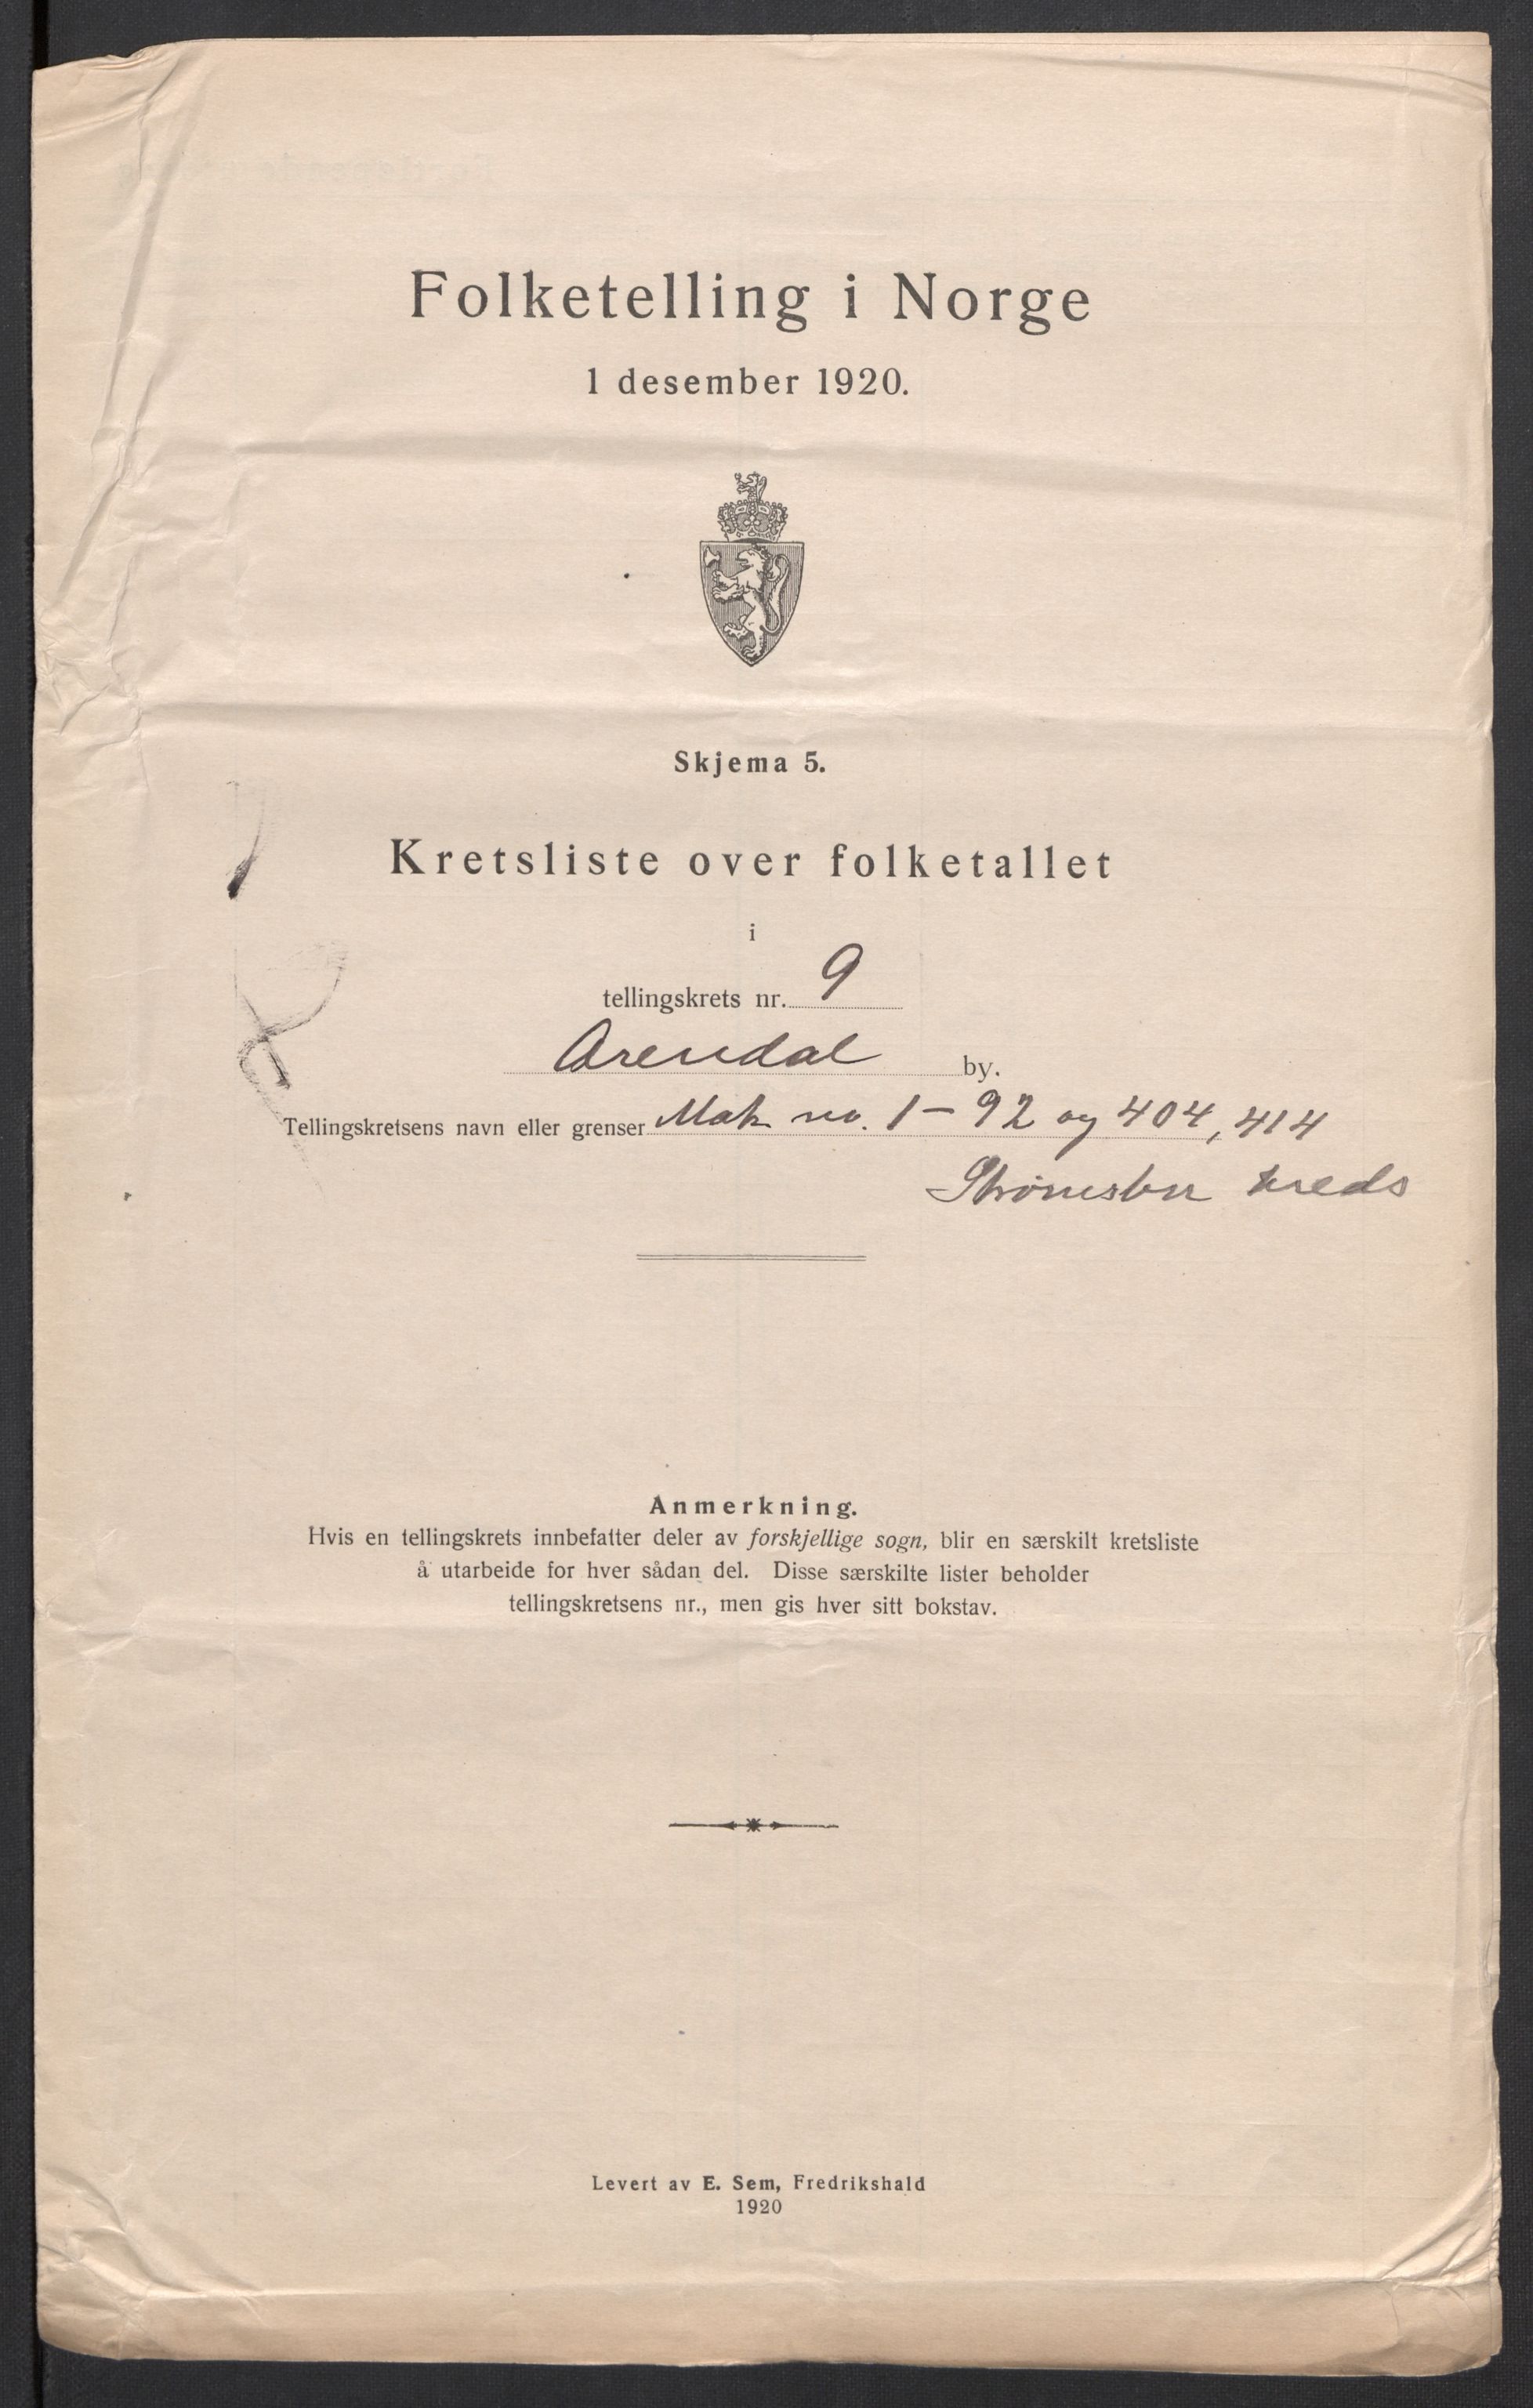 Folketelling i Norge
1 desember 1920.
Skjema 5.
Kretsliste over folketallet
i
tellingskrets nr. 9
Arendal by.
Tellingskretsens navn eller grenser Mat no. 1 – 92 og 404, 414
Strømsbu kreds
Anmerkning.
Hvis en tellingskrets innbefatter deler av forskjellige sogn, blir en særskilt kretsliste
å utarbeide for hver sådan del. Disse særskilte lister beholder
tellingskretsens nr., men gis hver sitt bokstav.
Levert av E. Sem, Fredrikshald
1920